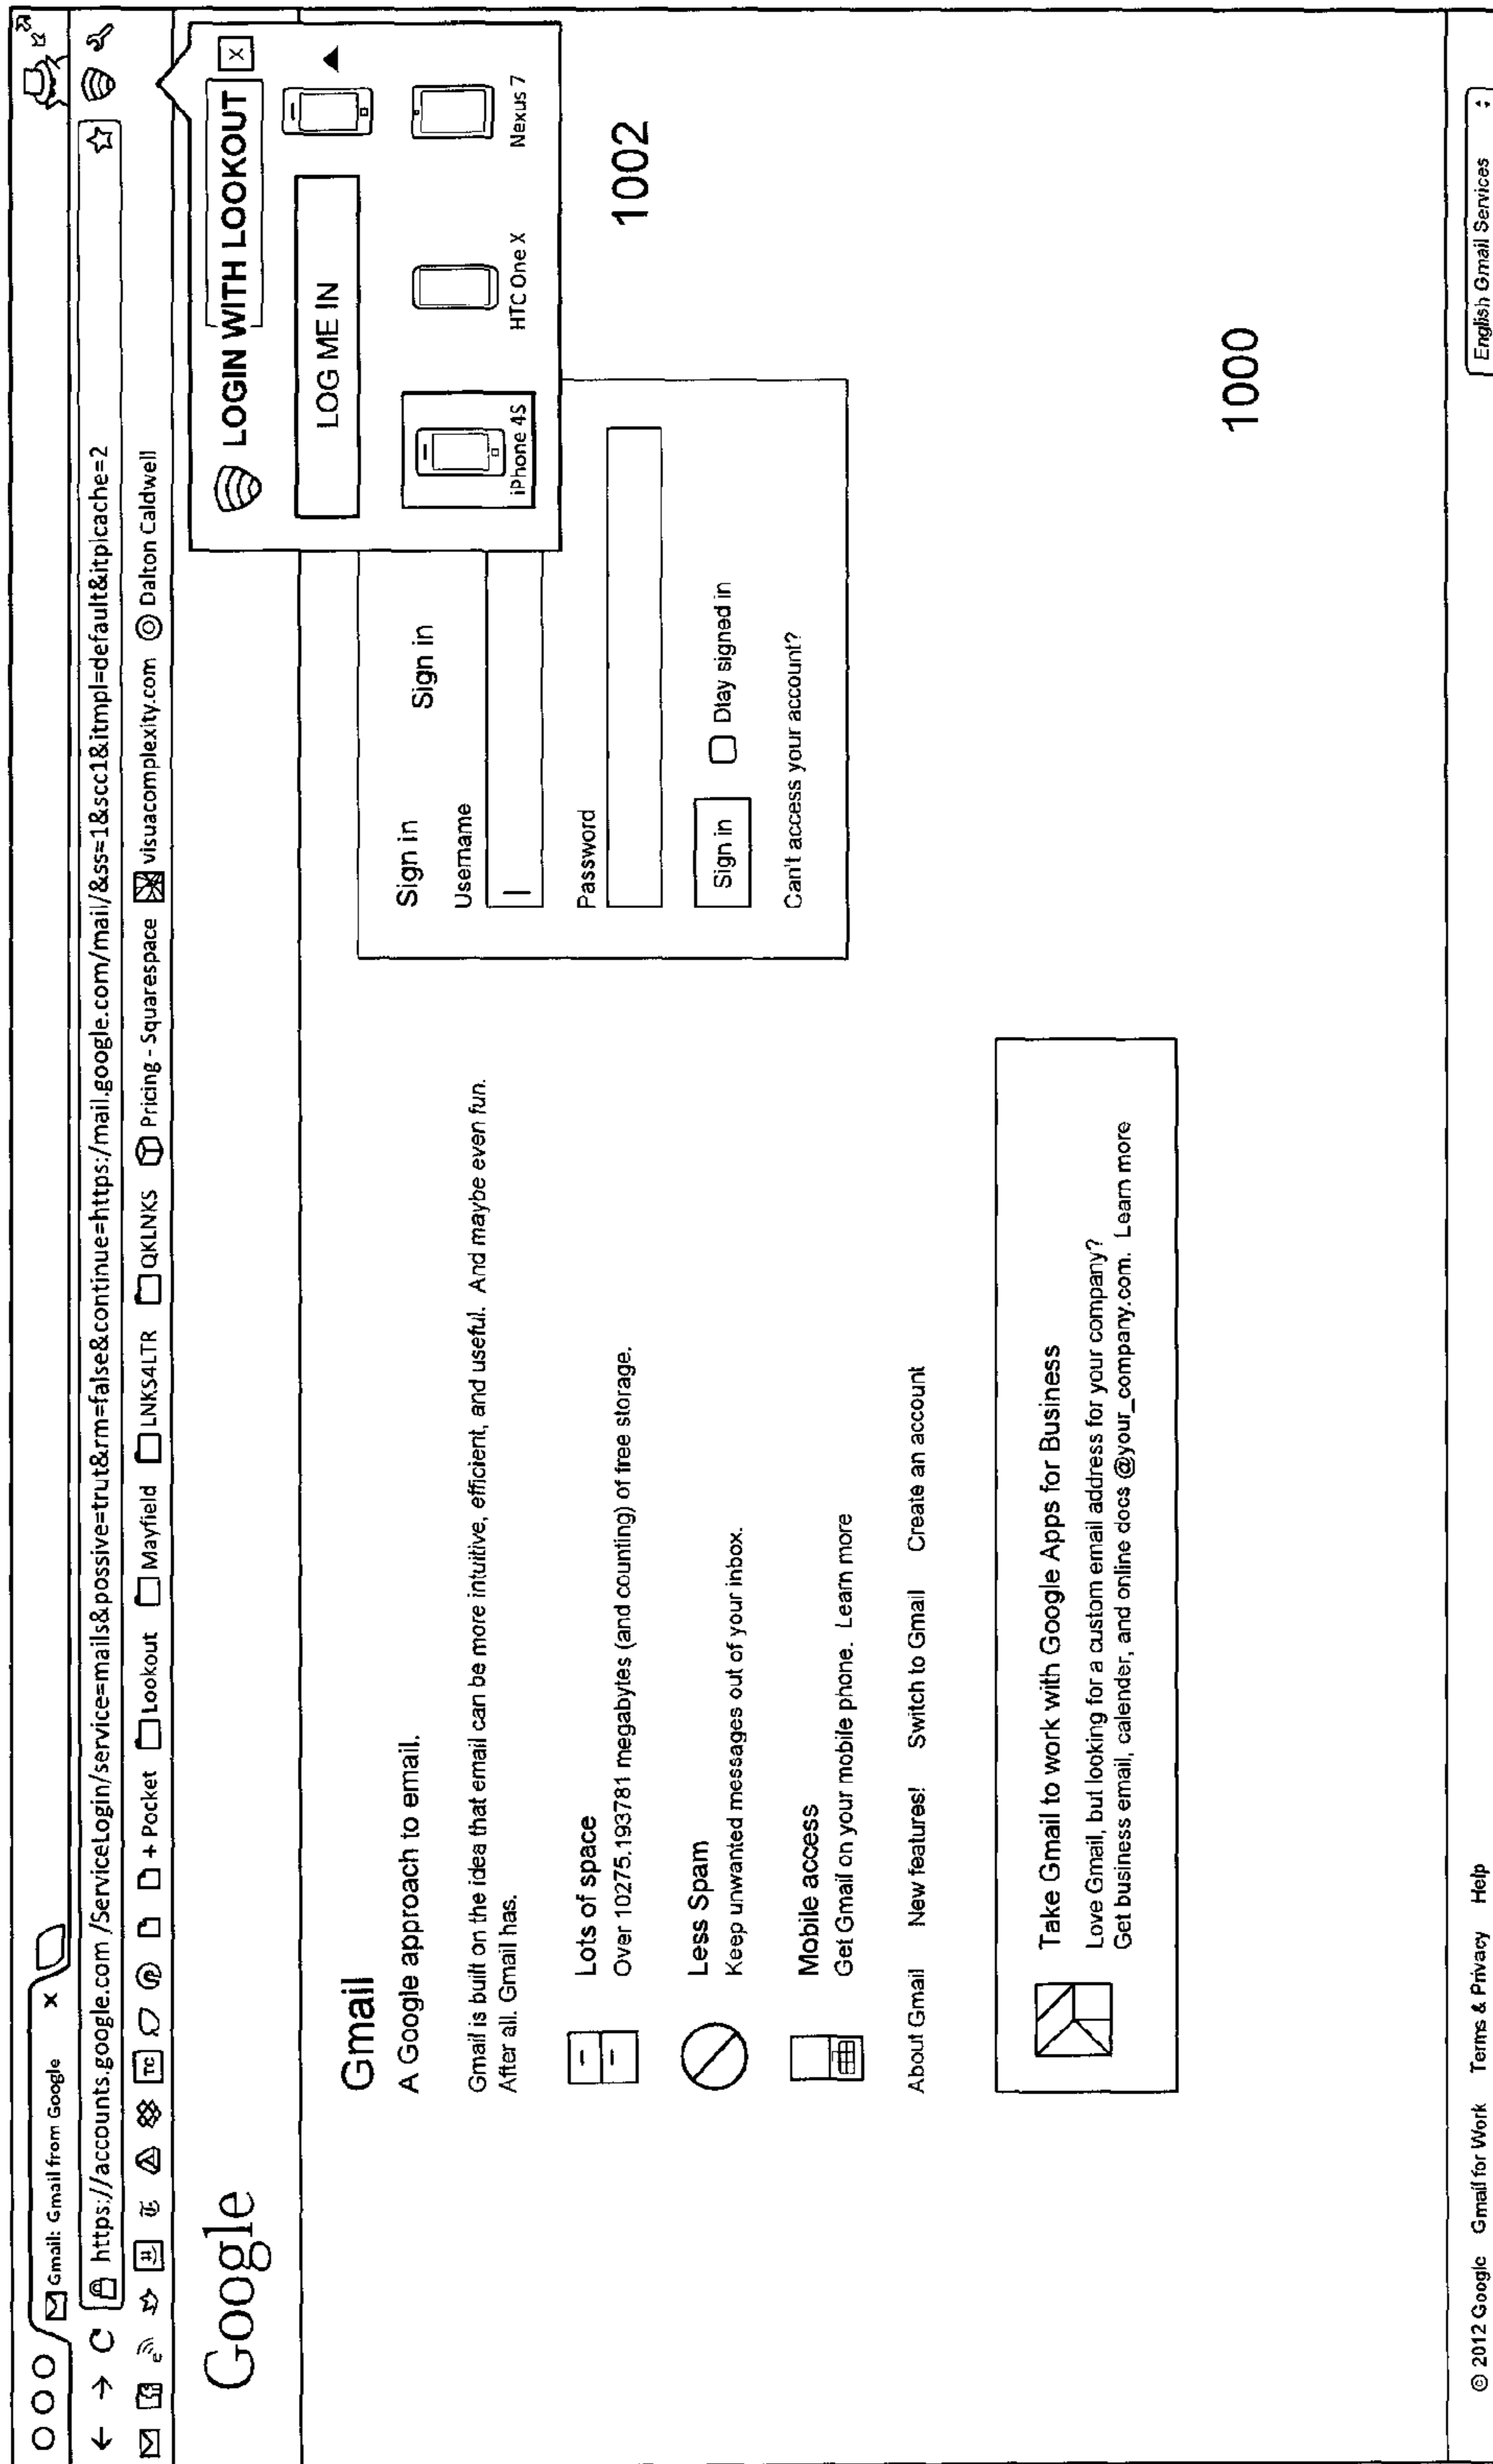 Gmail: Gmail from Google x
https://accounts.google.com /ServiceLogin/service=mails&possive=trut&rm=false&continue=https:/mail.google.com/mail/&ss=1&scc1&itmpl=default&itpicache=2
TC + Pocket Lookout Mayfield LNKS4LTR QKLNKS Pricing - Squarespace visuacomplexity.com Dalton Caldwell
Google
LOGIN WITH LOOKOUT X
LOG ME IN
iPhone 4S HTC One X Nexus 7
1002
Gmail
A Google approach to email.
Gmail is built on the idea that email can be more intuitive, efficient, and useful. And maybe even fun.
After all. Gmail has.
Lots of space
Over 10275.193781 megabytes (and counting) of free storage.
Less Spam
Keep unwanted messages out of your inbox.
Mobile access
Get Gmail on your mobile phone. Learn more
About Gmail New features! Switch to Gmail Create an account
Sign in Sign in
Username
Password
Sign in Dtay signed in
Can't access your account?
Take Gmail to work with Google Apps for Business
Love Gmail, but looking for a custom email address for your company?
Get business email, calender, and online docs @your_company.com. Learn more
1000
© 2012 Google Gmail for Work Terms & Privacy Help English Gmail Services